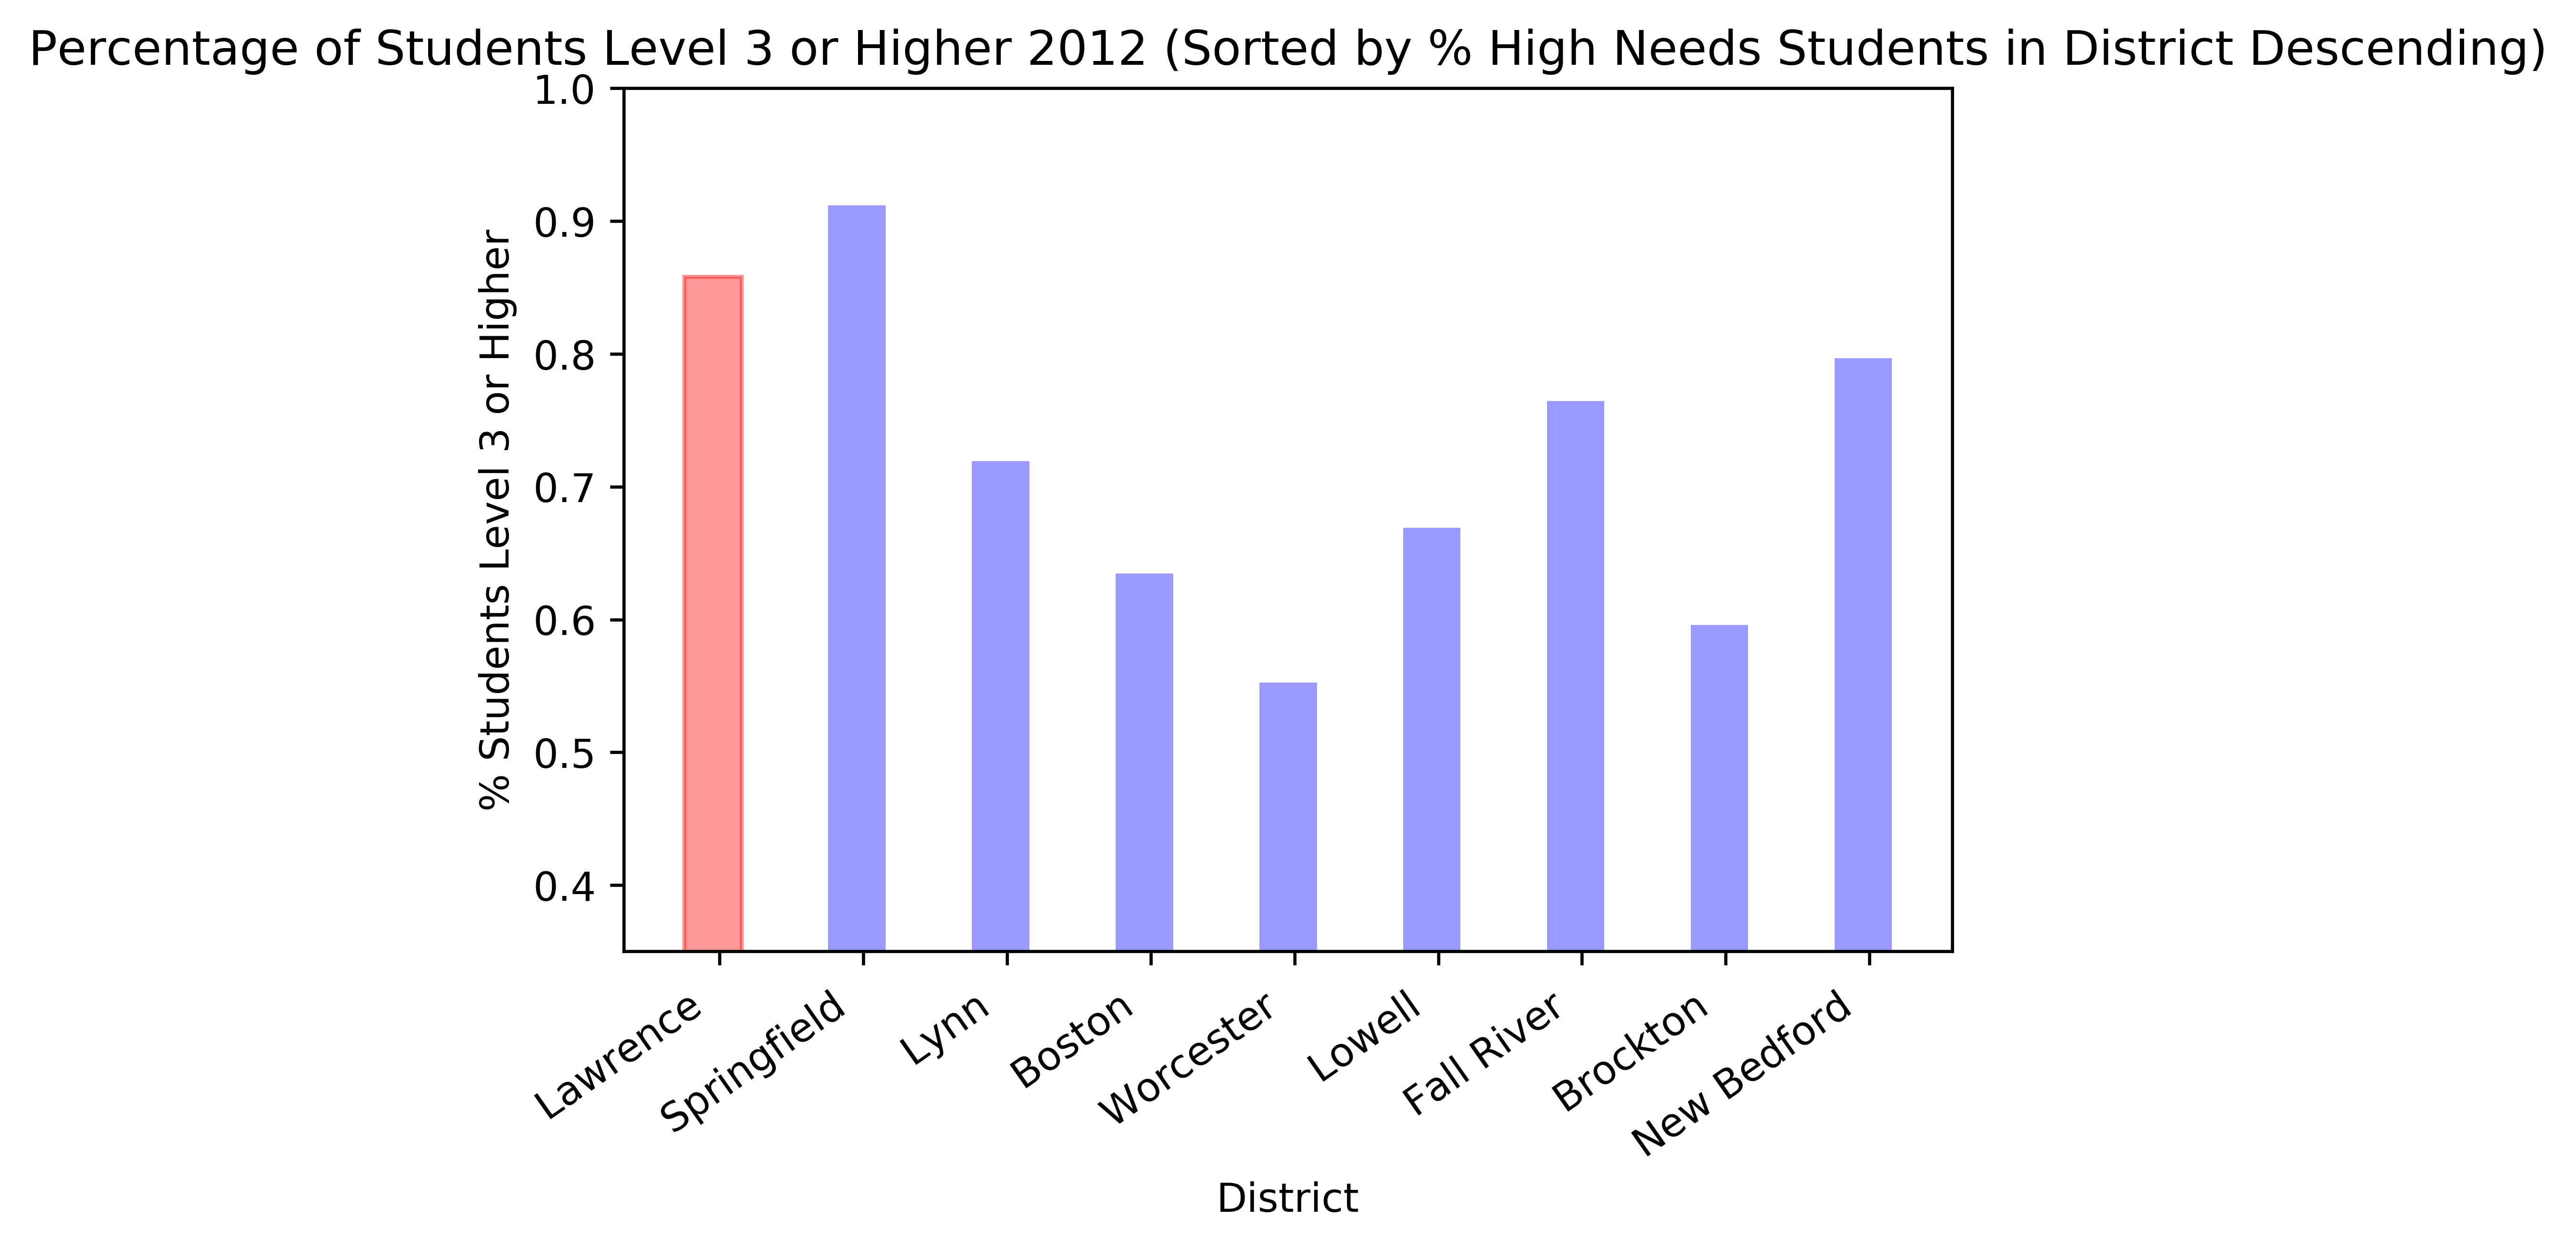 Percentage of Students Level 3 or Higher 2012 (Sorted by % High Needs Students in District Descending)
1.0
0.9
0.8
0.7
0.6
0.5
0.4
% Students Level 3 or Higher
Lawrence
Springfield
Lynn
Boston
Worcester
Lowell
Fall River
Brockton
New Bedford
District